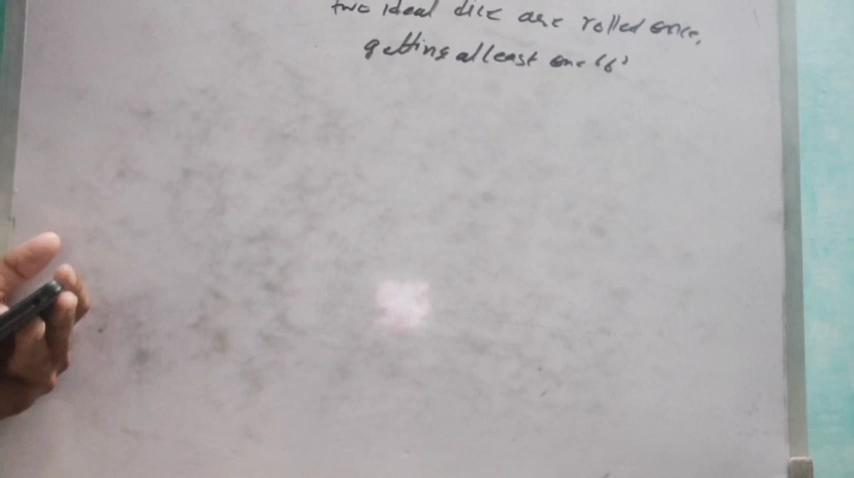 two ideal dice are rolled once,
getting atleast one '6'